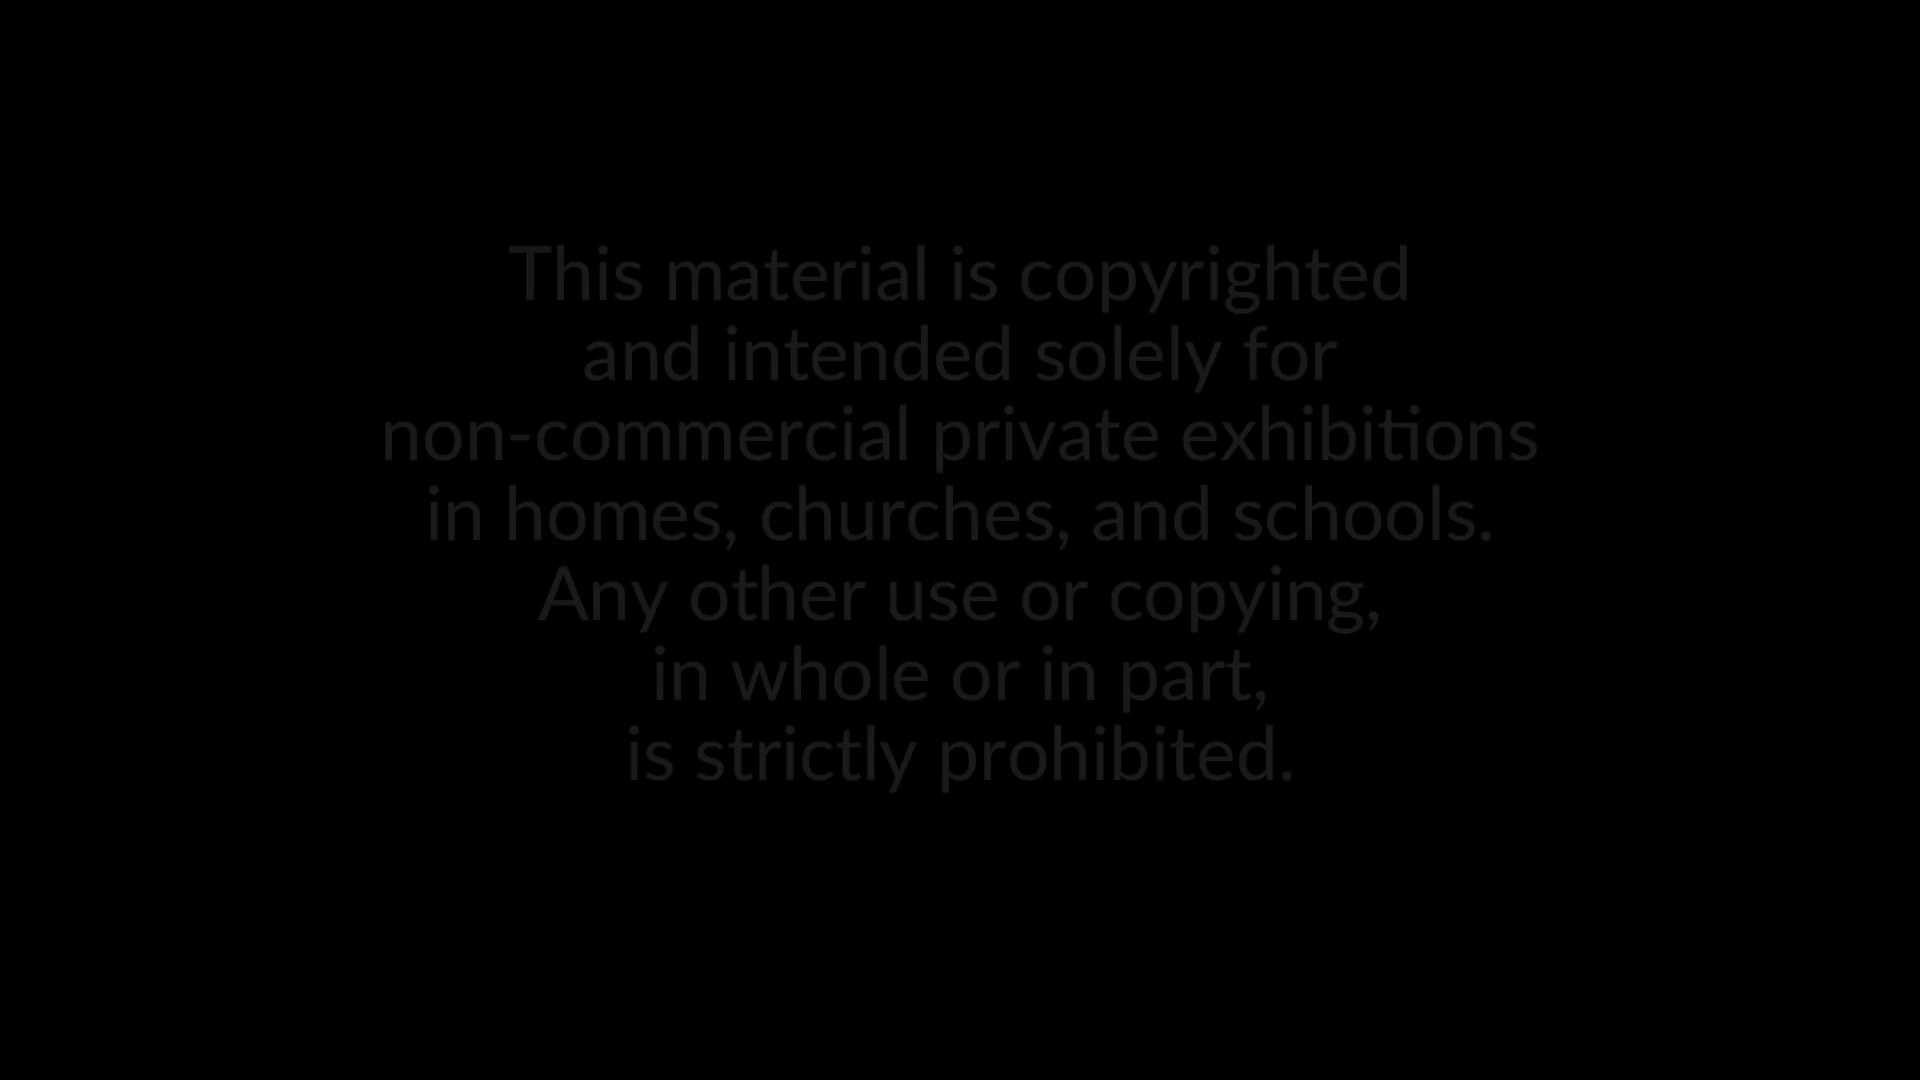 This material is copyrighted
and intended solely for
non-commercial private exhibitions
in homes, churches, and schools.
Any other use or copying,
in whole or in part,
is strictly prohibited.